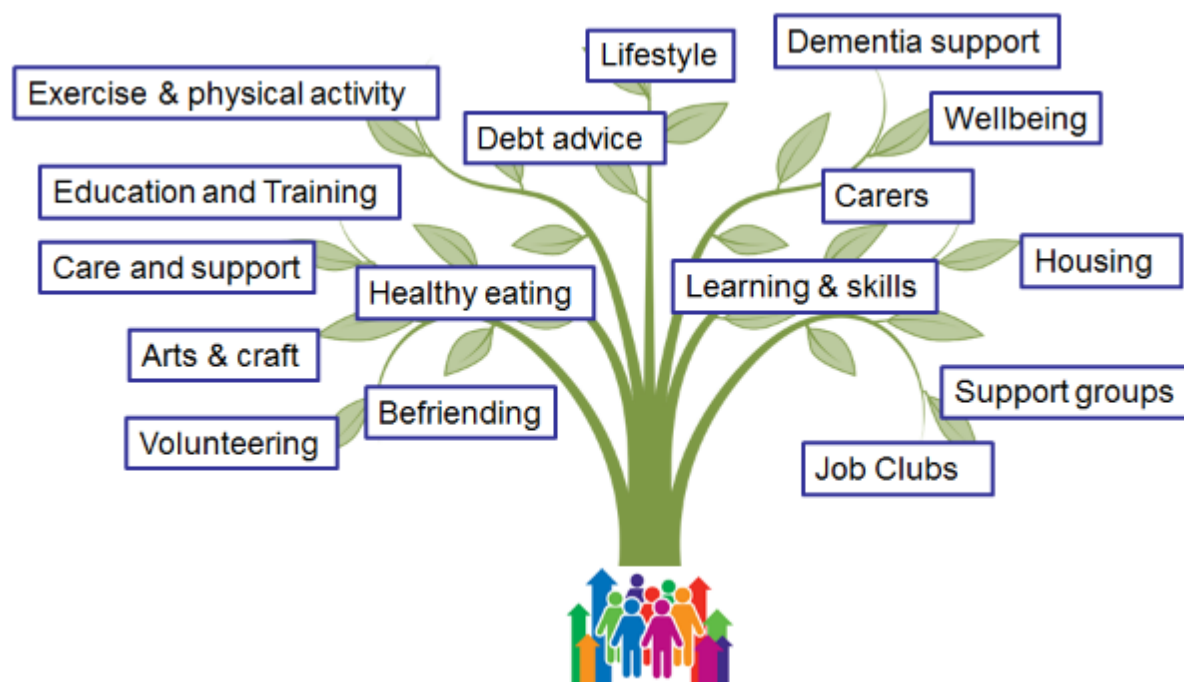 Lifestyle
Dementia support
Exercise & physical activity
Debt advice
Wellbeing
Education and Training
Carers
Care and support
Healthy eating
Learning & skills
Housing
Arts & craft
Befriending
Support groups
Volunteering
Job Clubs